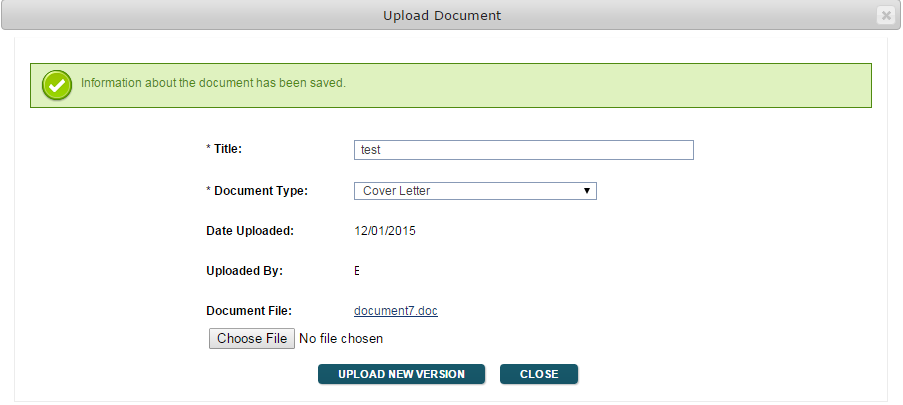 Upload Document
Information about the document has been saved.
* Title: test
* Document Type: Cover Letter
Date Uploaded: 12/01/2015
Uploaded By: E
Document File: document7.doc
Choose File No file chosen
UPLOAD NEW VERSION CLOSE